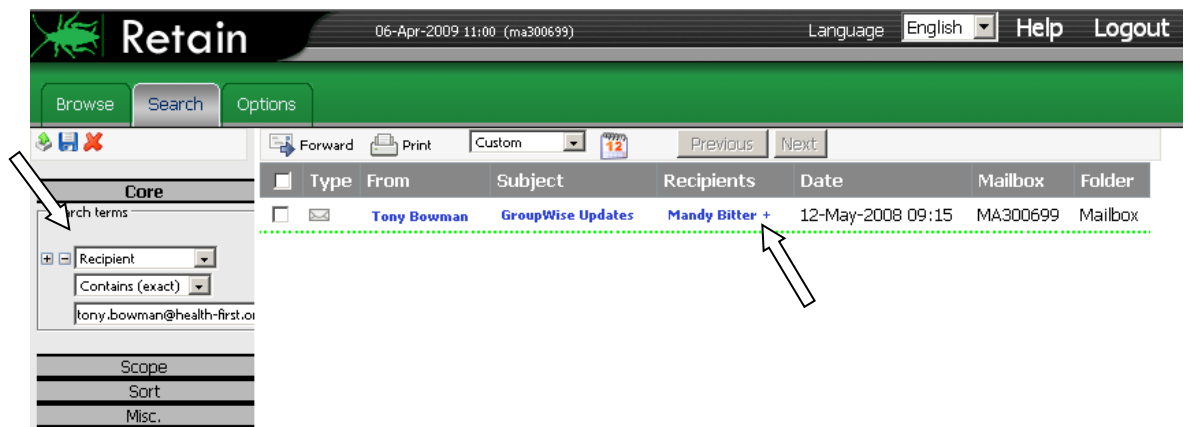 Retain 06-Apr-2009 11:00 (ma300699) Language English Help Logout
Browse Search Options
Forward Print Custom 12 Previous Next
Core
Type From Subject Recipients Date Mailbox Folder
arch terms
Tony Bowman GroupWise Updates Mandy Bitter + 12-May-2008 09:15 MA300699 Mailbox
Recipient
Contains (exact)
tony.bowman@health-first.o
Scope
Sort
Misc.